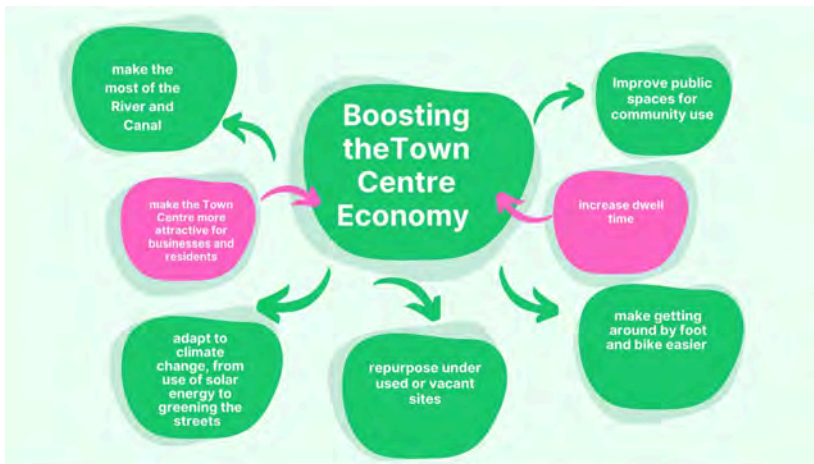 make the
most of the
River and
Canal
Boosting
theTown
Centre
Economy
Improve public
spaces for
community use
make the Town
Centre more
attractive for
businesses and
residents
increase dwell
time
adapt to
climate
change, from
use of solar
energy to
greening the
streets
repurpose under
used or vacant
sites
make getting
around by foot
and bike easier